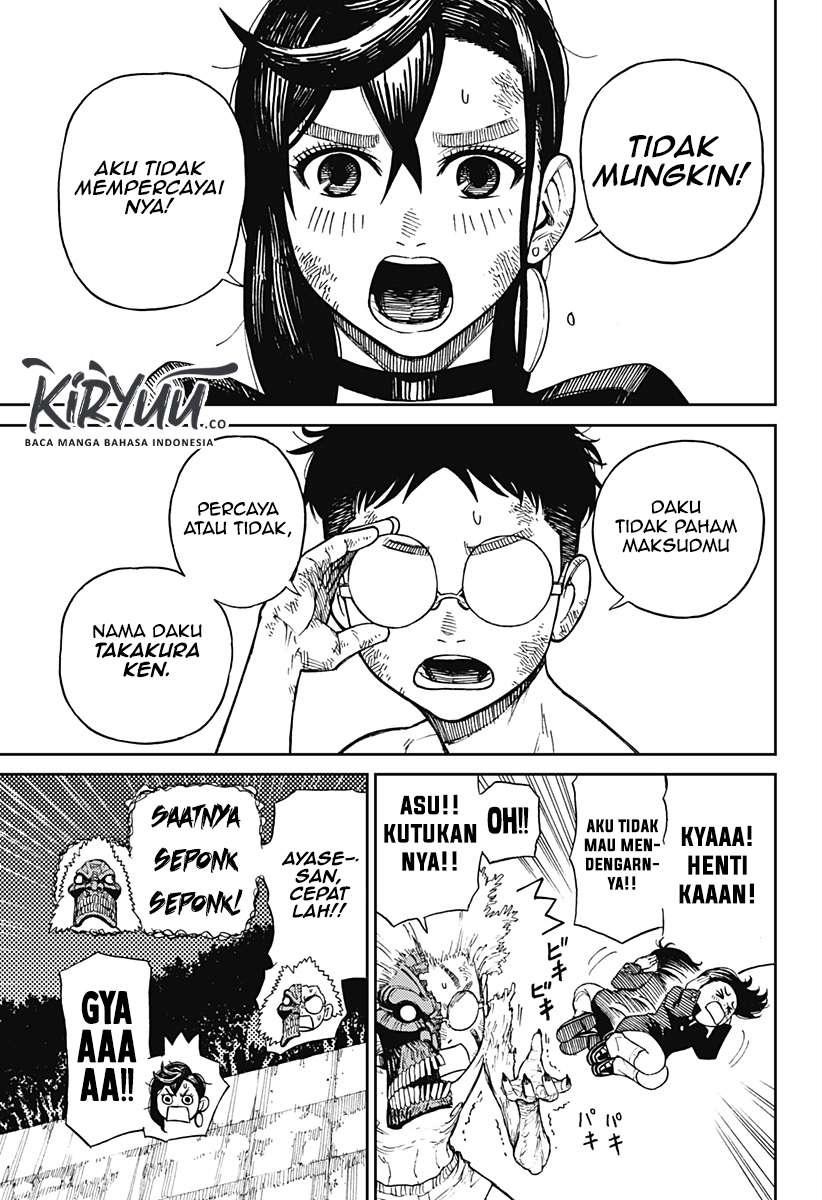 TIDAK
MUNGKIN!
AKU TIDAK
MEMPERCAYAI
NYA!
KIRYUU.CO
BACA MANGA BAHASA INDONESIA
DAKU
TIDAK PAHAM
MAKSUDMU
PERCAYA
ATAU TIDAK,
NAMA DAKU
TAKAKURA
KEN.
KYAAA!
HENTI
KAAAN!
AKU TIDAK
MAU MEN-
DENGARN-
YA!!
OH!!
ASU!!
KUTUKAN
NYA!!
ビキ
ビキ
パキ
パキ
AYASE-
SAN,
CEPAT
LAH!!
SAATNYA
SEPONK
SEPONK!
GYA
AAAA
AA!!